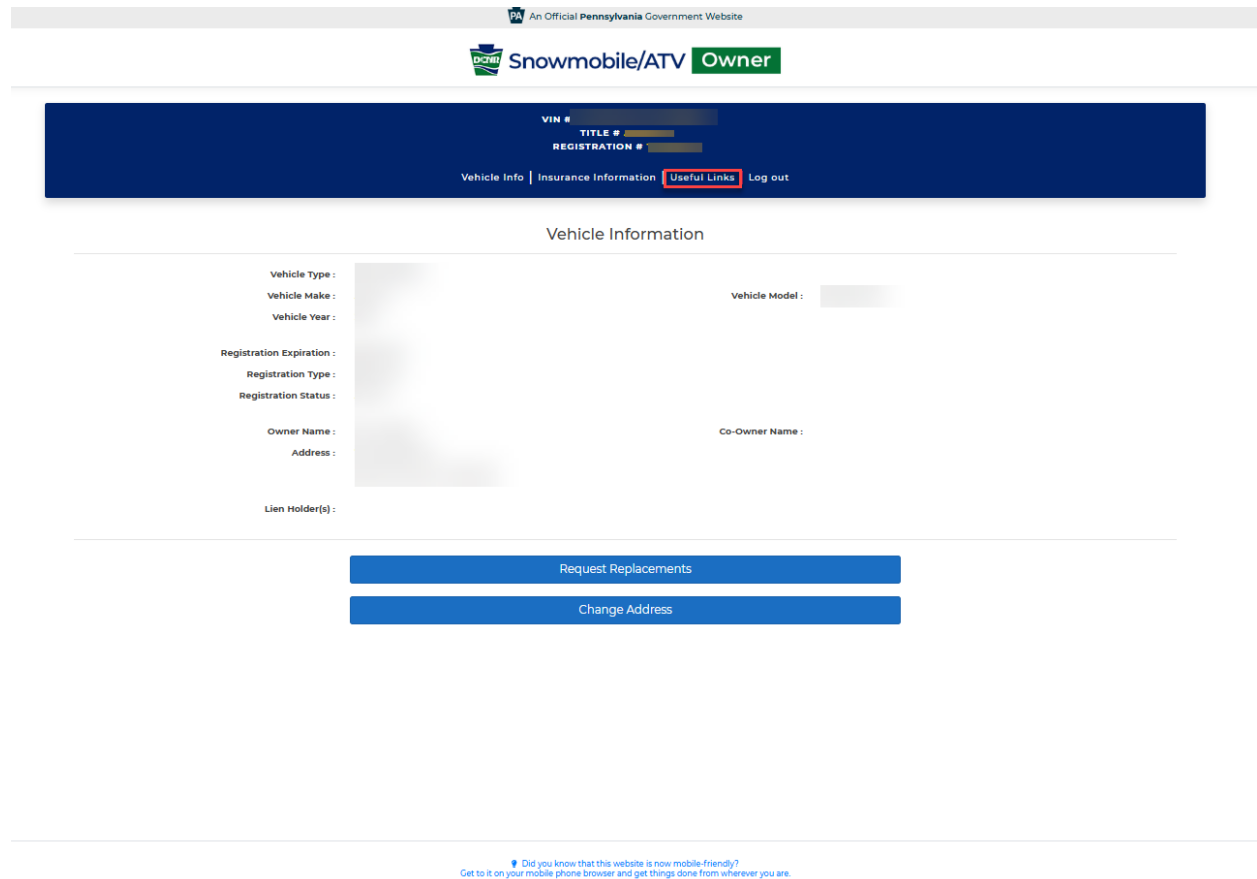 PA An Official Pennsylvania Government Website
DCNR Snowmobile/ATV Owner
VIN #
TITLE #
REGISTRATION #
Vehicle Info | Insurance Information | Useful Links Log out
Vehicle Information
Vehicle Type :
Vehicle Make : Vehicle Model :
Vehicle Year :
Registration Expiration :
Registration Type :
Registration Status :
Owner Name : Co-Owner Name :
Address :
Lien Holder(s) :
Request Replacements
Change Address
Did you know that this website is now mobile-friendly?
Get to it on your mobile phone browser and get things done from wherever you are.